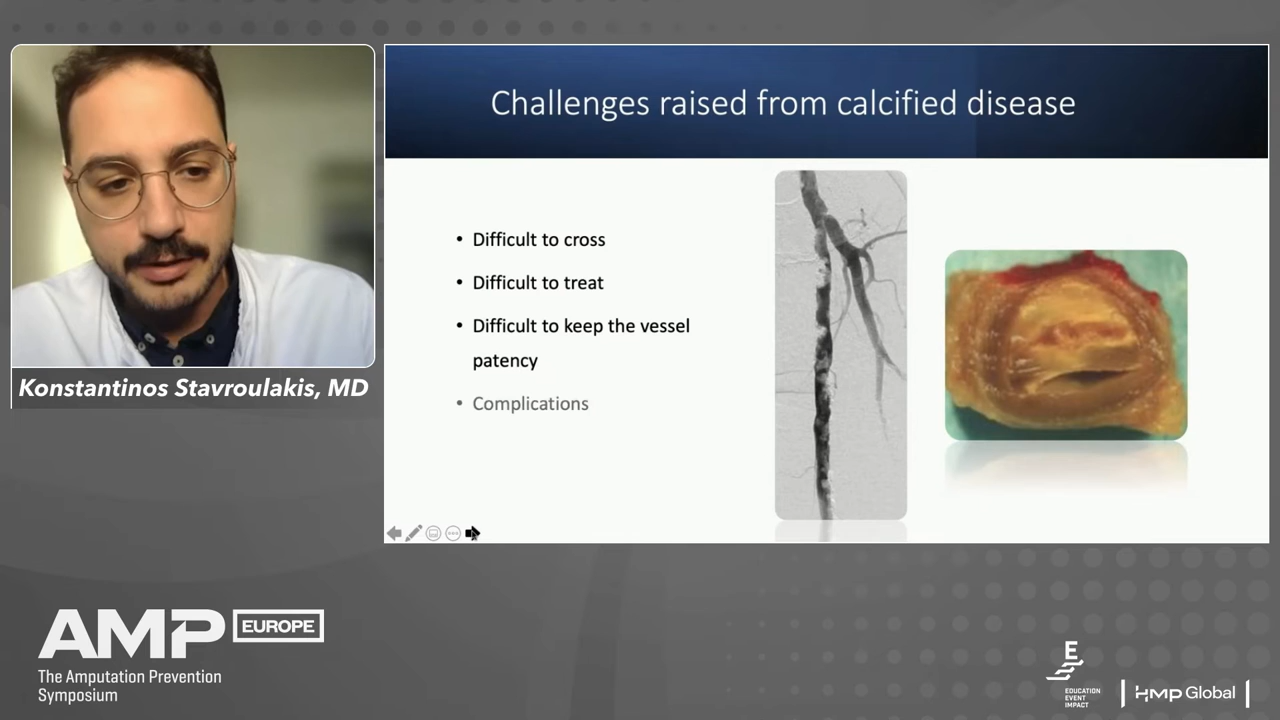 Challenges raised from calcified disease
• Difficult to cross
• Difficult to treat
• Difficult to keep the vessel
patency
• Complications
Konstantinos Stavroulakis, MD
AMP EUROPE
The Amputation Prevention
Symposium
E
EDUCATION
EVENT
IMPACT
HMP Global